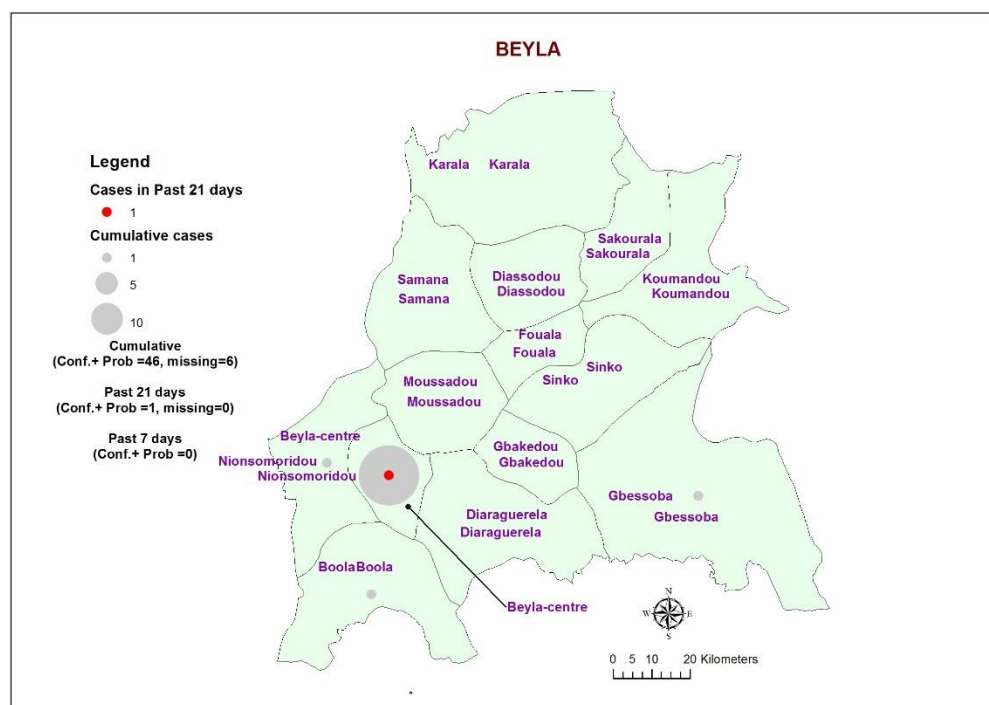 BEYLA
Legend
Cases in Past 21 days
1
Cumulative cases
1
5
10
Cumulative
(Conf.+ Prob =46, missing=6)
Past 21 days
(Conf.+ Prob =1, missing=0)
Past 7 days
(Conf.+ Prob =0)
Karala Karala
Sakourala
Sakourala
Samana
Samana
Diassodou
Diassodou
Koumandou
Koumandou
Fouala
Fouala
Sinko
Sinko
Moussadou
Moussadou
Beyla-centre
Nionsomoridou
Nionsomoridou
Gbakedou
Gbakedou
Gbessoba
Gbessoba
Diaraguerela
Diaraguerela
BoolaBoola
Beyla-centre
N
W E
S
0 5 10 20 Kilometers